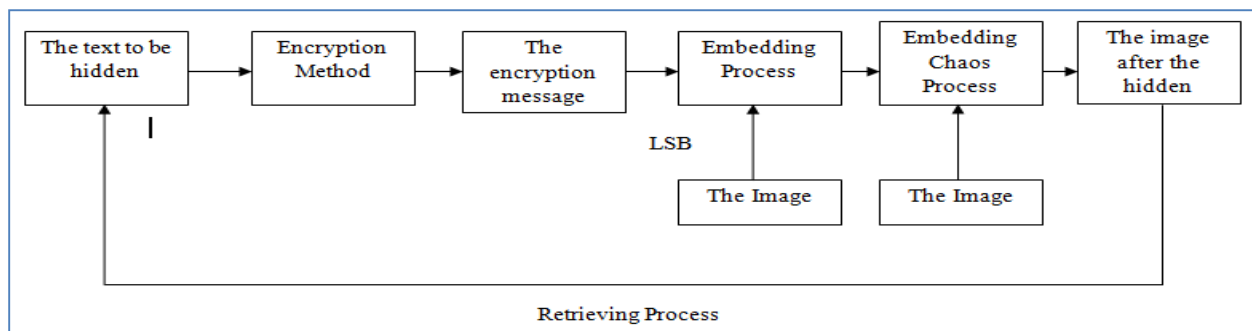 The text to be
hidden
Encryption
Method
The
encryption
message
Embedding
Process
Embedding
Chaos
Process
The image
after the
hidden
LSB
The Image
The Image
Retrieving Process